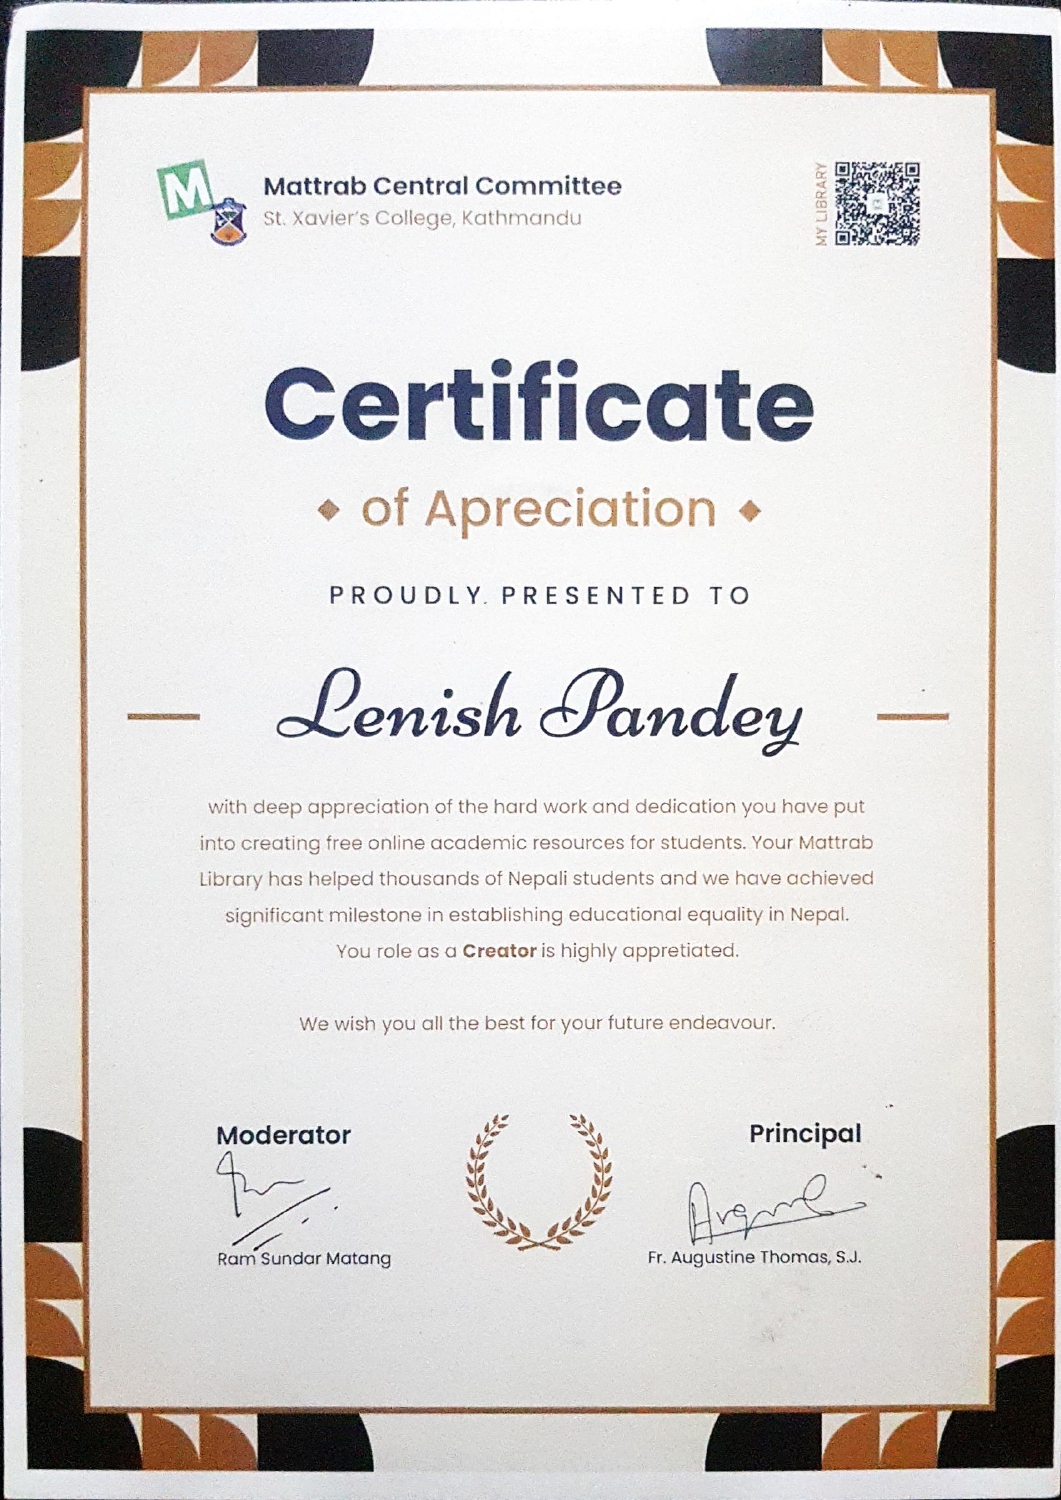 M
Mattrab Central Committee
St. Xavier's College, Kathmandu
MY LIBRARY
Certificate
of Apreciation
PROUDLY. PRESENTED TO
Lenish Pandey
with deep appreciation of the hard work and dedication you have put
into creating free online academic resources for students. Your Mattrab
Library has helped thousands of Nepali students and we have achieved
significant milestone in establishing educational equality in Nepal.
You role as a Creator is highly appretiated.
We wish you all the best for your future endeavour.
Moderator
Ram Sundar Matang
Principal
Fr. Augustine Thomas, S.J.